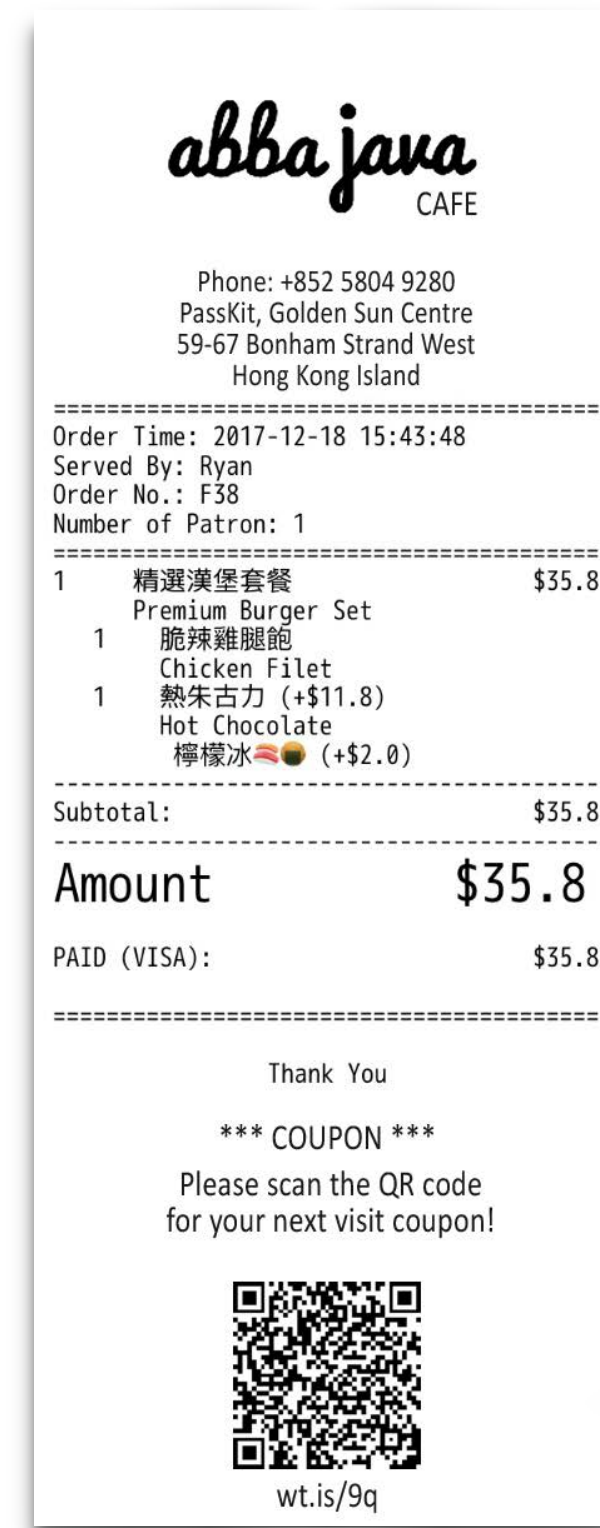 abba java
CAFE
Phone: +852 5804 9280
PassKit, Golden Sun Centre
59-67 Bonham Strand West
Hong Kong Island
=========================================
Order Time: 2017-12-18 15:43:48
Served By: Ryan
Order No.: F38
Number of Patron: 1
=========================================
1 精選漢堡套餐 $35.8
Premium Burger Set
1 脆辣雞腿飽
Chicken Filet
1 熱朱古力 (+$11.8)
Hot Chocolate
檸檬冰🍣🍘 (+$2.0)
-----------------------------------------
Subtotal: $35.8
-----------------------------------------
Amount $35.8
PAID (VISA): $35.8
=========================================
Thank You
*** COUPON ***
Please scan the QR code
for your next visit coupon!
wt.is/9q